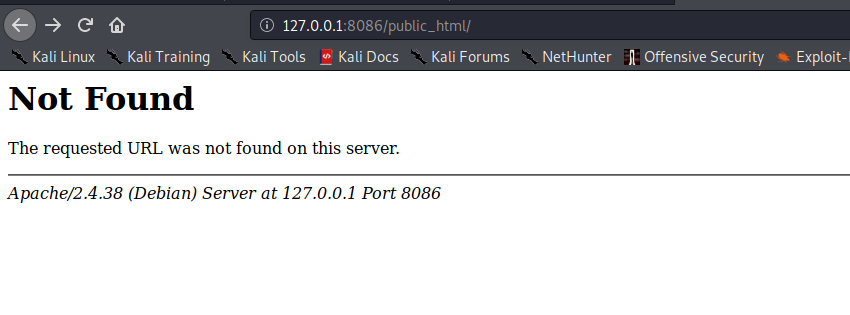 127.0.0.1:8086/public_html/
Kali Linux Kali Training Kali Tools Kali Docs Kali Forums NetHunter Offensive Security Exploit-
Not Found
The requested URL was not found on this server.
Apache/2.4.38 (Debian) Server at 127.0.0.1 Port 8086